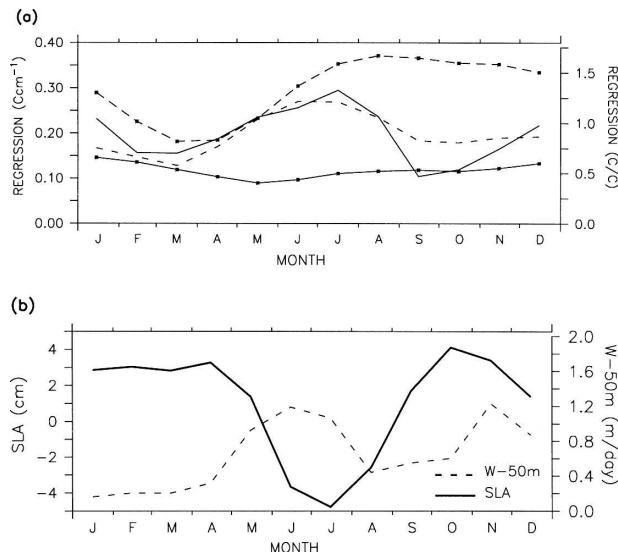 (a)
0.40
0.30
0.20
0.10
0.00
REGRESSION (Ccm⁻¹)
1.5
1.0
0.5
0.0
REGRESSION (C/C)
J F M A M J J A S O N D
MONTH
(b)
4
2
0
−2
−4
SLA (cm)
2.0
1.6
1.2
0.8
0.4
0.0
W−50m (m/day)
W−50m
SLA
J F M A M J J A S O N D
MONTH